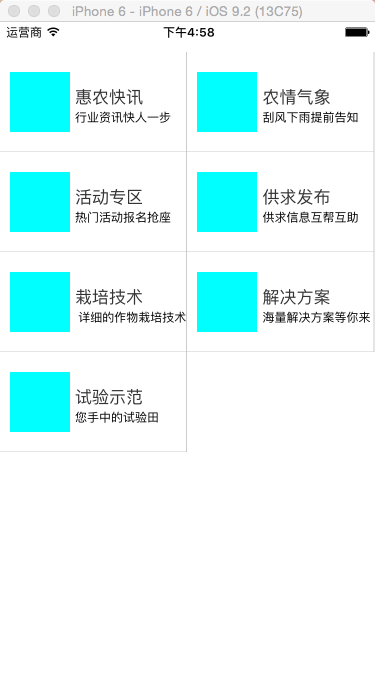 iPhone 6 - iPhone 6 / iOS 9.2 (13C75)
运营商 下午4:58
惠农快讯
行业资讯快人一步
农情气象
刮风下雨提前告知
活动专区
热门活动报名抢座
供求发布
供求信息互帮互助
栽培技术
详细的作物栽培技术
解决方案
海量解决方案等你来
试验示范
您手中的试验田